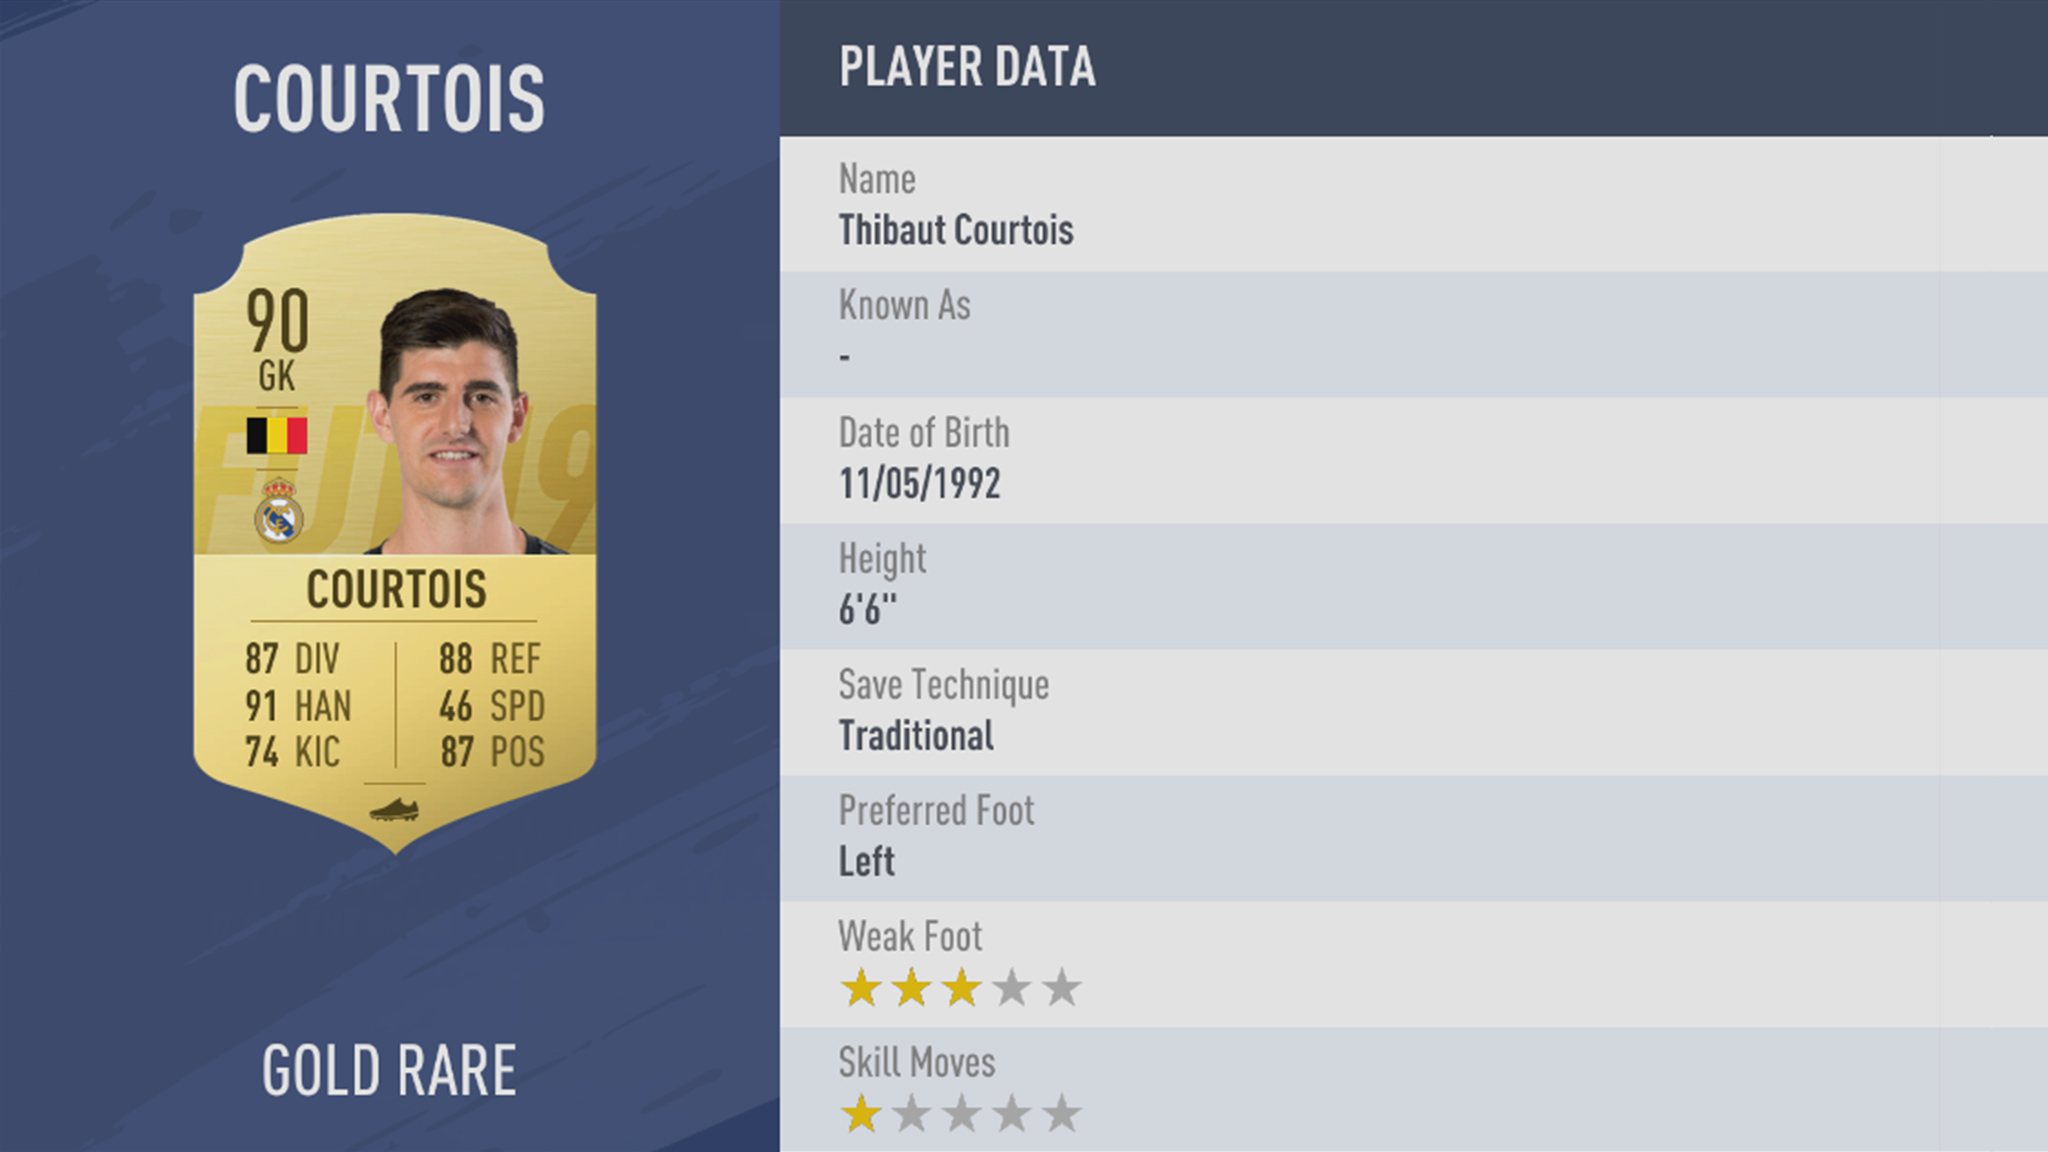 COURTOIS
90
GK
FUT 19
COURTOIS
87 DIV 88 REF
91 HAN 46 SPD
74 KIC 87 POS
GOLD RARE
PLAYER DATA
Name
Thibaut Courtois
Known As
-
Date of Birth
11/05/1992
Height
6'6"
Save Technique
Traditional
Preferred Foot
Left
Weak Foot
Skill Moves